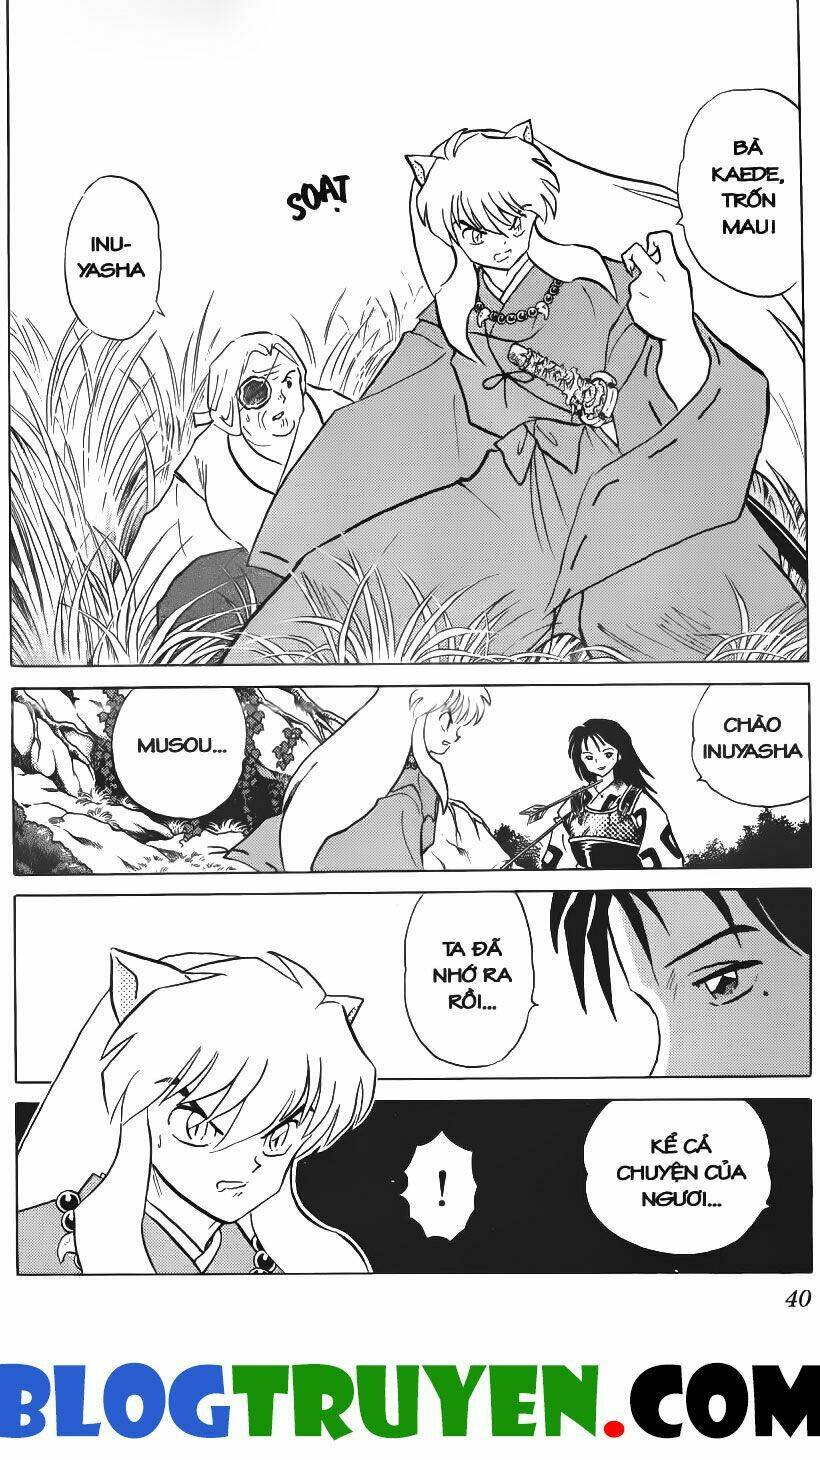 BÀ
KAEDE,
TRỐN
MAU!
SOẠT
INU-
YASHA
CHÀO
INUYASHA
MUSOU...
TA ĐÃ
NHỚ RA
RỒI...
KỂ CẢ
CHUYỆN CỦA
NGƯƠI...
!
40
BLOGTRUYEN.COM